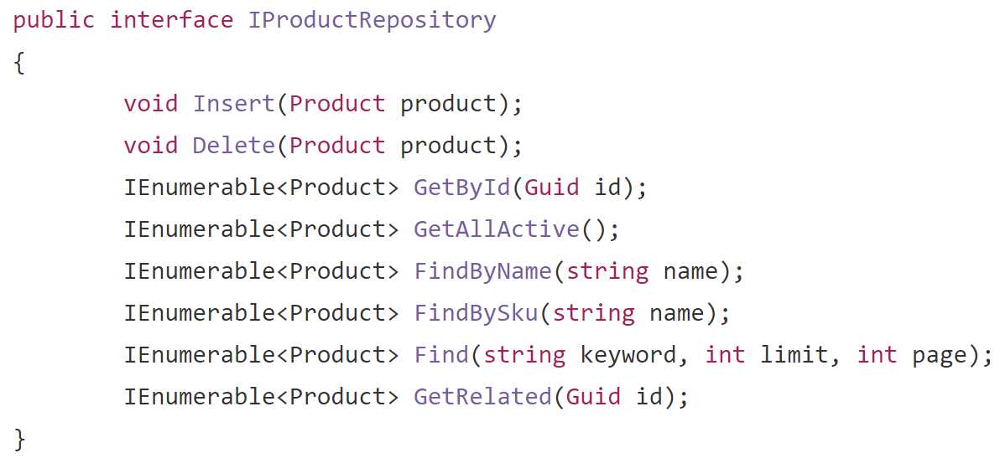 public interface IProductRepository
{
void Insert(Product product);
void Delete(Product product);
IEnumerable<Product> GetById(Guid id);
IEnumerable<Product> GetAllActive();
IEnumerable<Product> FindByName(string name);
IEnumerable<Product> FindBySku(string name);
IEnumerable<Product> Find(string keyword, int limit, int page);
IEnumerable<Product> GetRelated(Guid id);
}